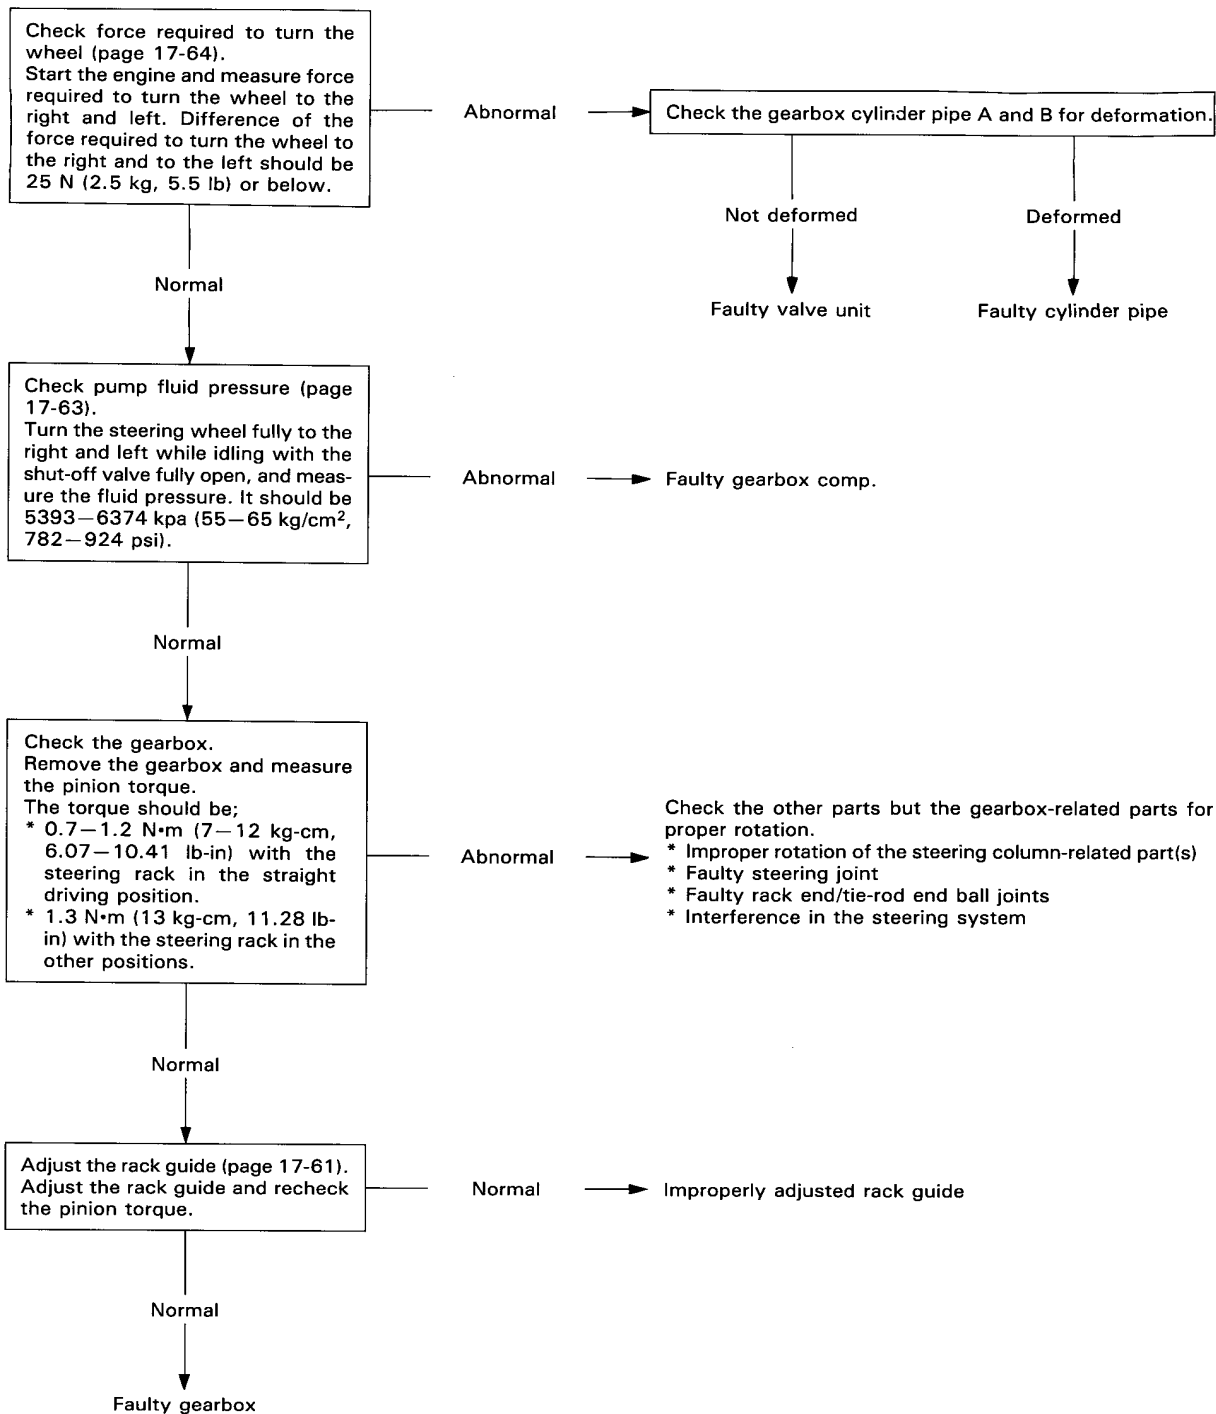 Check force required to turn the
wheel (page 17-64).
Start the engine and measure force
required to turn the wheel to the
right and left. Difference of the
force required to turn the wheel to
the right and to the left should be
25 N (2.5 kg, 5.5 lb) or below.
Abnormal
Check the gearbox cylinder pipe A and B for deformation.
Not deformed
Deformed
Faulty valve unit
Faulty cylinder pipe
Normal
Check pump fluid pressure (page
17-63).
Turn the steering wheel fully to the
right and left while idling with the
shut-off valve fully open, and meas-
ure the fluid pressure. It should be
5393—6374 kpa (55—65 kg/cm²,
782—924 psi).
Abnormal
Faulty gearbox comp.
Normal
Check the gearbox.
Remove the gearbox and measure
the pinion torque.
The torque should be;
* 0.7—1.2 N•m (7—12 kg-cm,
6.07—10.41 lb-in) with the
steering rack in the straight
driving position.
* 1.3 N•m (13 kg-cm, 11.28 lb-
in) with the steering rack in the
other positions.
Abnormal
Check the other parts but the gearbox-related parts for
proper rotation.
* Improper rotation of the steering column-related part(s)
* Faulty steering joint
* Faulty rack end/tie-rod end ball joints
* Interference in the steering system
Normal
Adjust the rack guide (page 17-61).
Adjust the rack guide and recheck
the pinion torque.
Normal
Improperly adjusted rack guide
Normal
Faulty gearbox